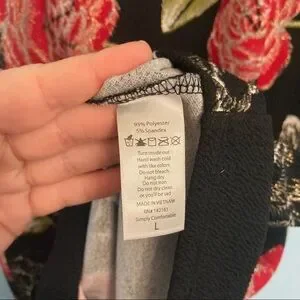 95% Polyester
5% Spandex
Turn inside out
Hand wash cold
with like colors
Do not bleach
Hang dry
Do not iron
Do not dry clean
or you'll be sad
MADE IN VIETNAM
Simply Comfortable
L